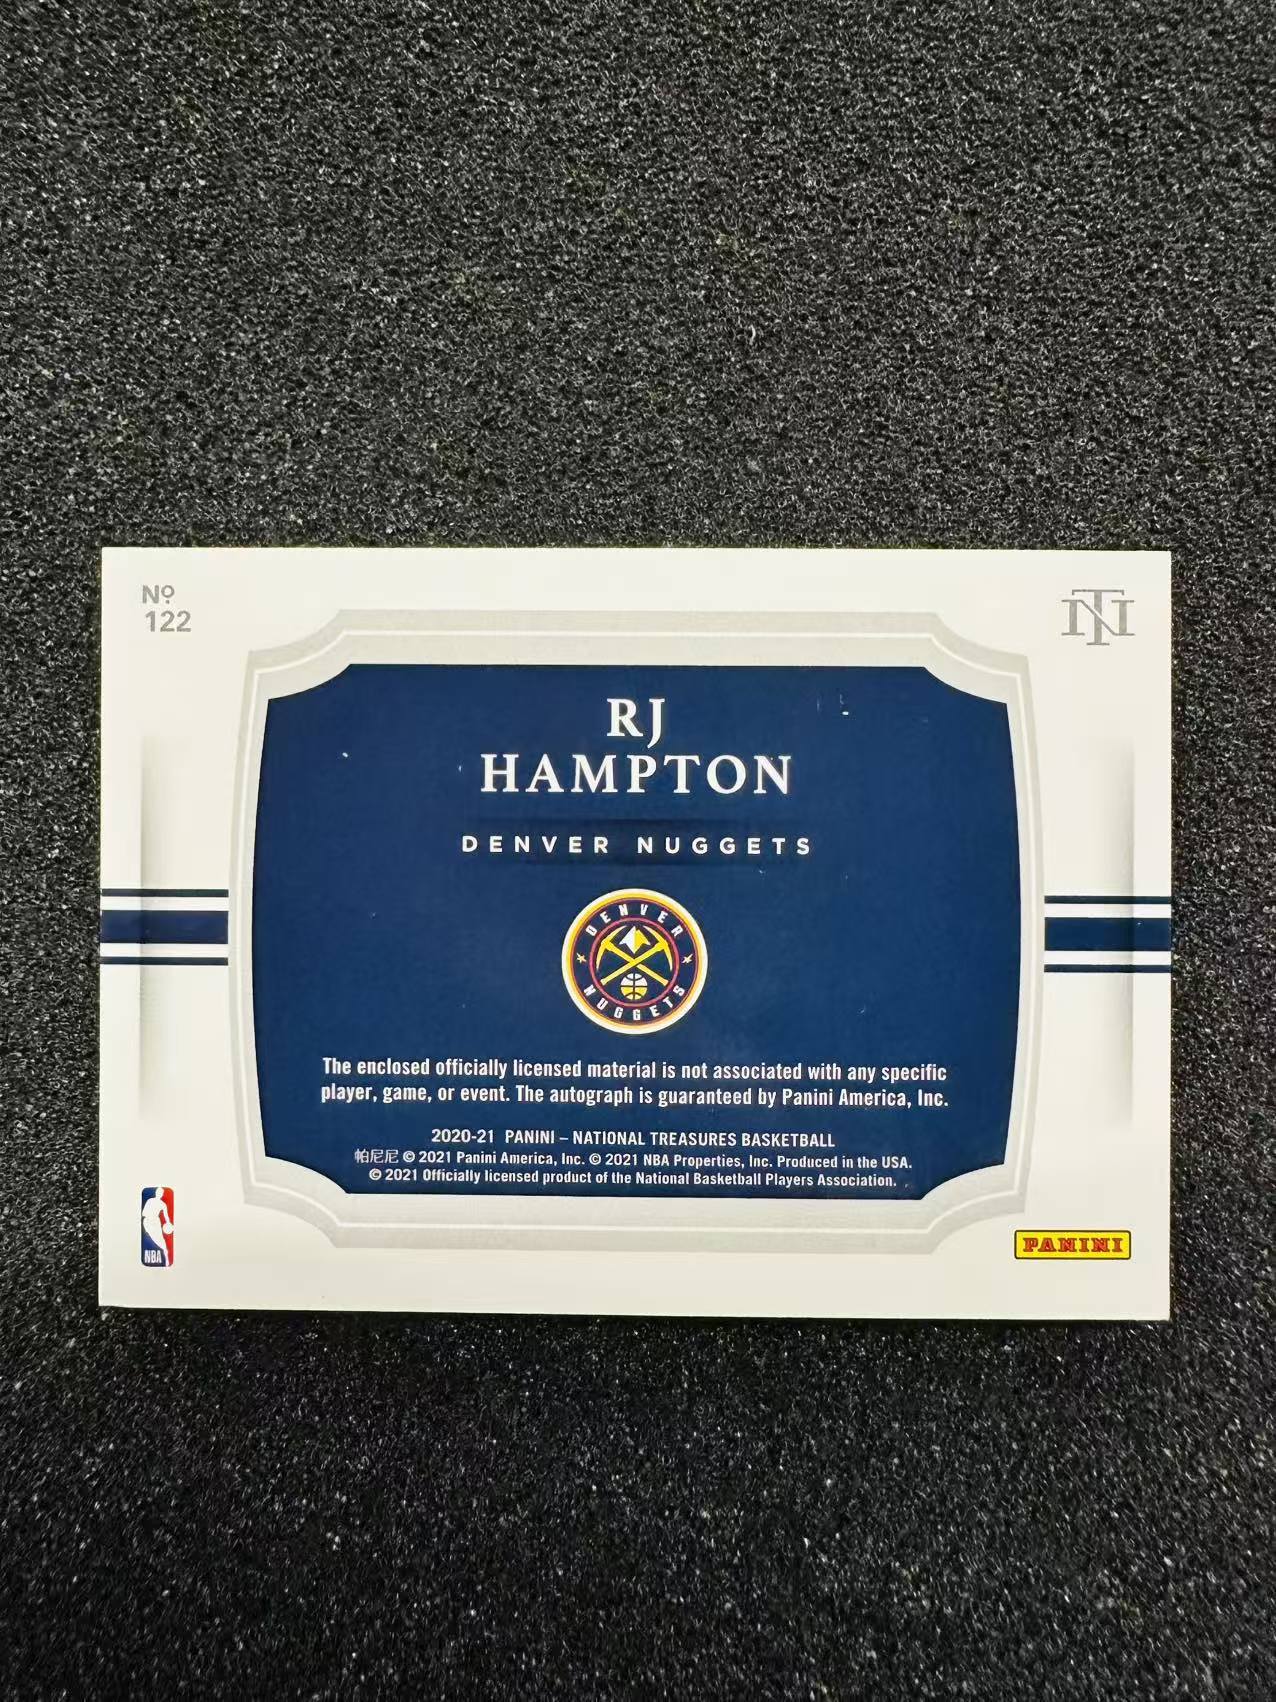 Nº
122
NT
RJ
HAMPTON
DENVER NUGGETS
DENVER
NUGGETS
The enclosed officially licensed material is not associated with any specific
player, game, or event. The autograph is guaranteed by Panini America, Inc.
2020-21 PANINI – NATIONAL TREASURES BASKETBALL
帕尼尼 © 2021 Panini America, Inc. © 2021 NBA Properties, Inc. Produced in the USA.
© 2021 Officially licensed product of the National Basketball Players Association.
NBA
PANINI